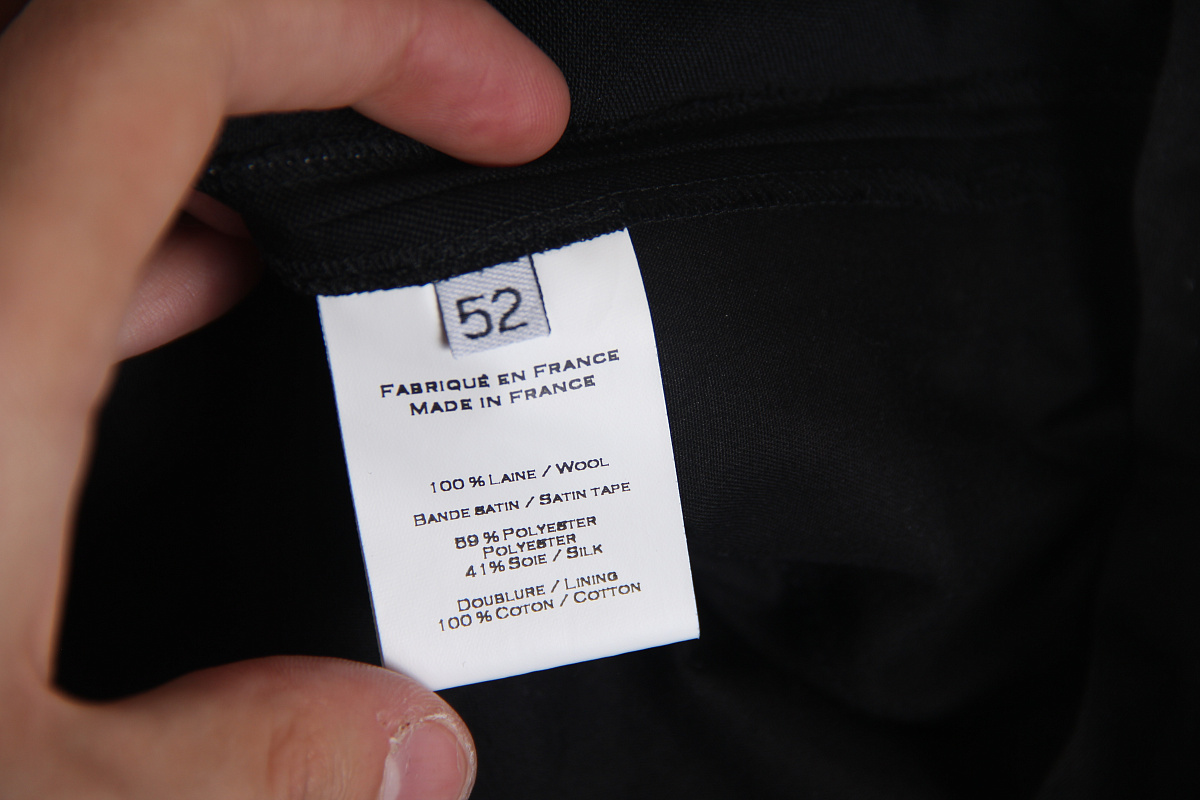 52
FABRIQUÉ EN FRANCE
MADE IN FRANCE
100 % LAINE / WOOL
BANDE SATIN / SATIN TAPE
59 % POLYESTER
POLYESTER
41% SOIE / SILK
DOUBLURE / LINING
100 % COTON / COTTON